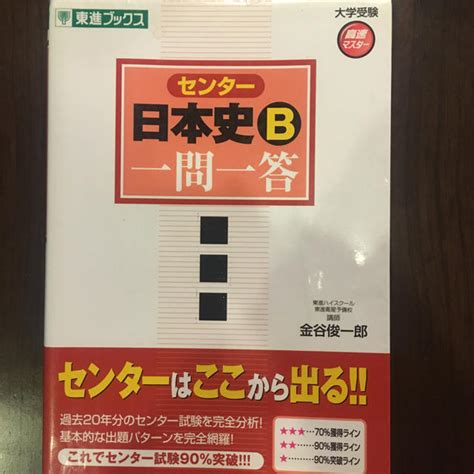 東進ブックス
大学受験
高速
マスター
センター
日本史B
一問一答
東進ハイスクール
東進衛星予備校
講師
金谷俊一郎
センターはここから出る!!
過去20年分のセンター試験を完全分析!
基本的な出題パターンを完全網羅!
これでセンター試験90%突破!!!
★★★…70%獲得ライン
★★…90%獲得ライン
★…90%突破ライン